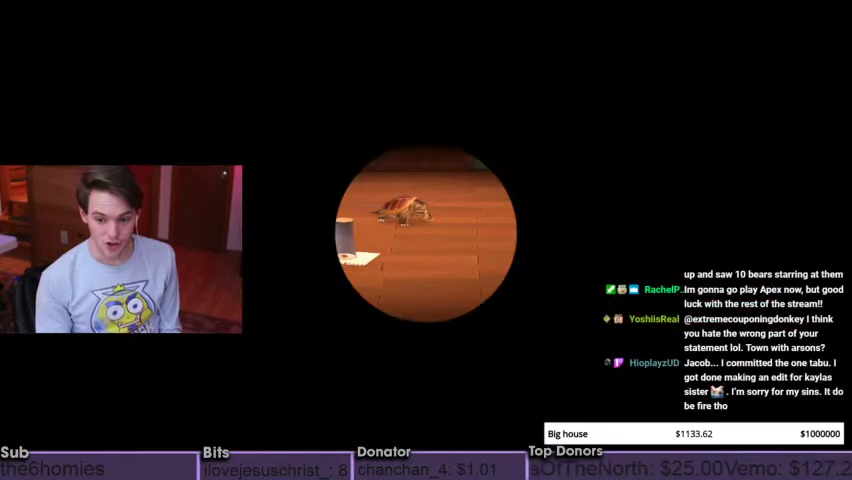 up and saw 10 bears starring at them
RachelP.. Im gonna go play Apex now, but good
luck with the rest of the stream!!
YoshiisReal @extremecouponingdonkey I think
you hate the wrong part of your
statement lol. Town with arsons?
HioplayzUD Jacob... I committed the one tabu. I
got done making an edit for kaylas
sister . I'm sorry for my sins. It do
be fire tho
Big house $1133.62 $1000000
Sub Bits Donator Top Donors
the6homies ilovejesuschrist_: 8 chanchan_4: $1.01 aOfTheNorth: $25.00Vemo: $127.2